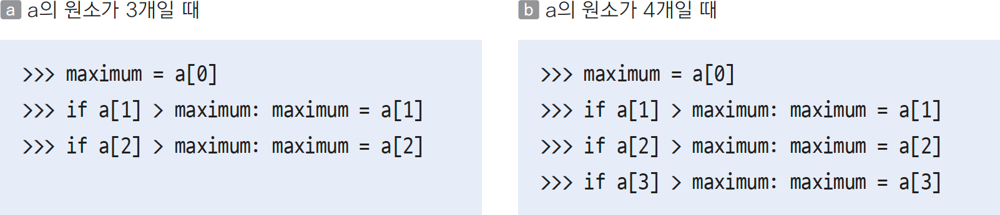 a a의 원소가 3개일 때
>>> maximum = a[0]
>>> if a[1] > maximum: maximum = a[1]
>>> if a[2] > maximum: maximum = a[2]
b a의 원소가 4개일 때
>>> maximum = a[0]
>>> if a[1] > maximum: maximum = a[1]
>>> if a[2] > maximum: maximum = a[2]
>>> if a[3] > maximum: maximum = a[3]